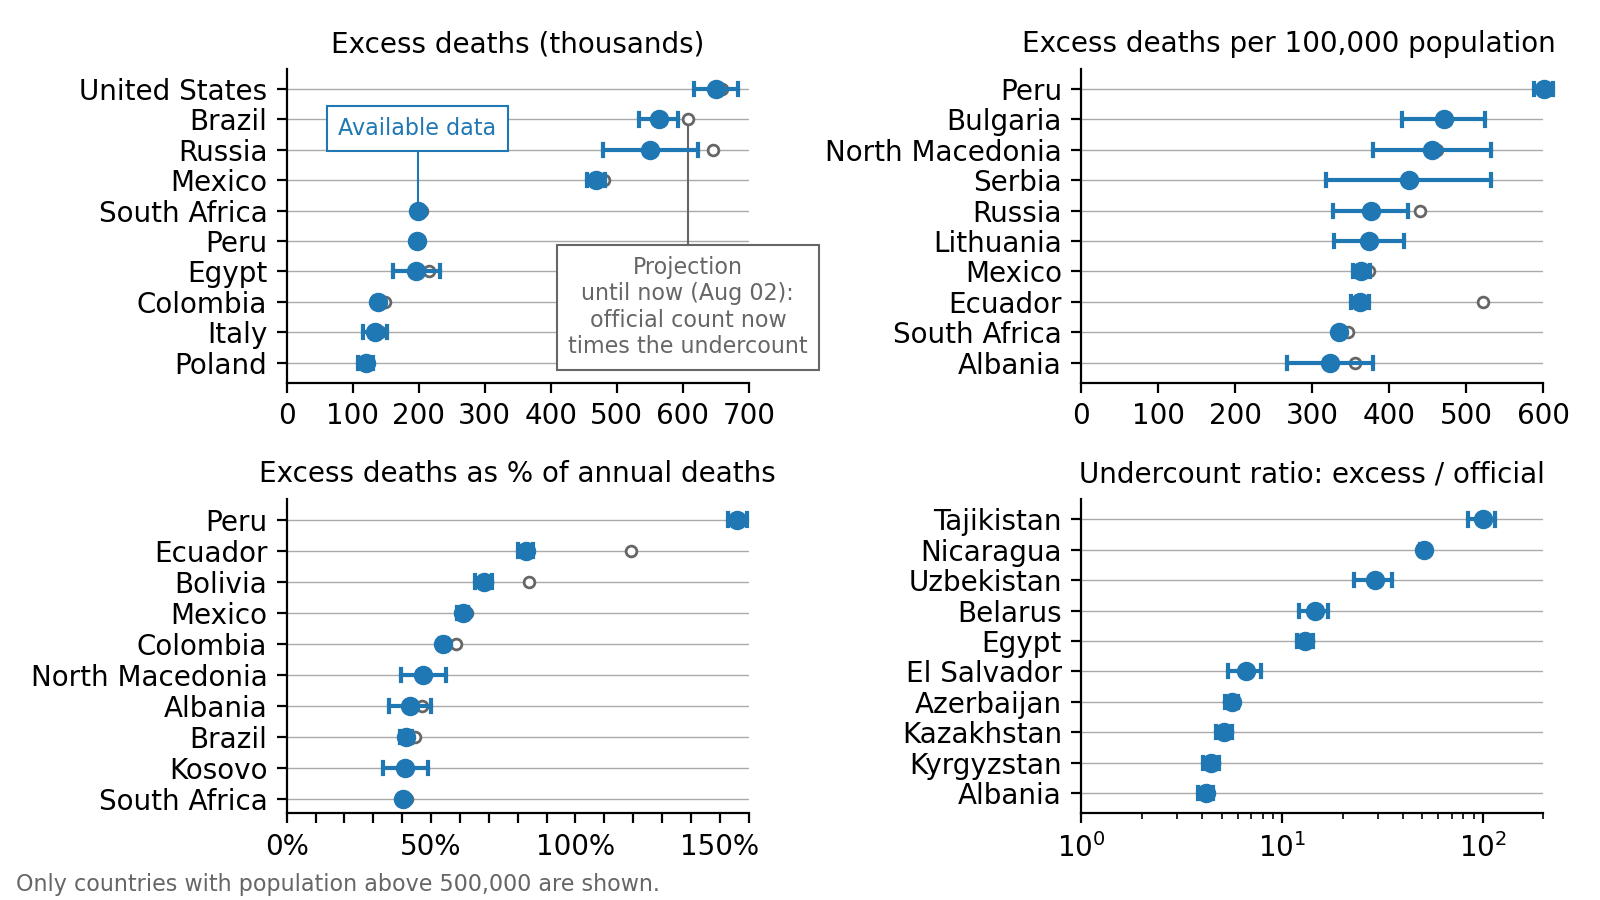 Excess deaths (thousands)
United States
Brazil
Russia
Mexico
South Africa
Peru
Egypt
Colombia
Italy
Poland
Available data
Projection
until now (Aug 02):
official count now
times the undercount
0 100 200 300 400 500 600 700
Excess deaths per 100,000 population
Peru
Bulgaria
North Macedonia
Serbia
Russia
Lithuania
Mexico
Ecuador
South Africa
Albania
0 100 200 300 400 500 600
Excess deaths as % of annual deaths
Peru
Ecuador
Bolivia
Mexico
Colombia
North Macedonia
Albania
Brazil
Kosovo
South Africa
0% 50% 100% 150%
Undercount ratio: excess / official
Tajikistan
Nicaragua
Uzbekistan
Belarus
Egypt
El Salvador
Azerbaijan
Kazakhstan
Kyrgyzstan
Albania
10⁰ 10¹ 10²
Only countries with population above 500,000 are shown.